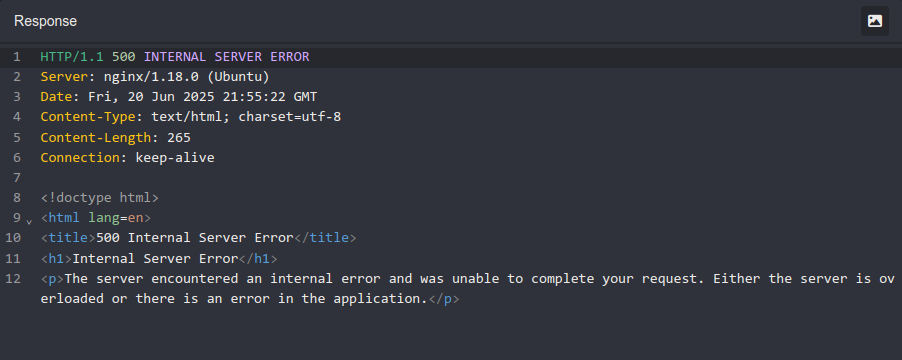 Response
1 HTTP/1.1 500 INTERNAL SERVER ERROR
2 Server: nginx/1.18.0 (Ubuntu)
3 Date: Fri, 20 Jun 2025 21:55:22 GMT
4 Content-Type: text/html; charset=utf-8
5 Content-Length: 265
6 Connection: keep-alive
7
8 <!doctype html>
9 <html lang=en>
10 <title>500 Internal Server Error</title>
11 <h1>Internal Server Error</h1>
12 <p>The server encountered an internal error and was unable to complete your request. Either the server is ov
erloaded or there is an error in the application.</p>